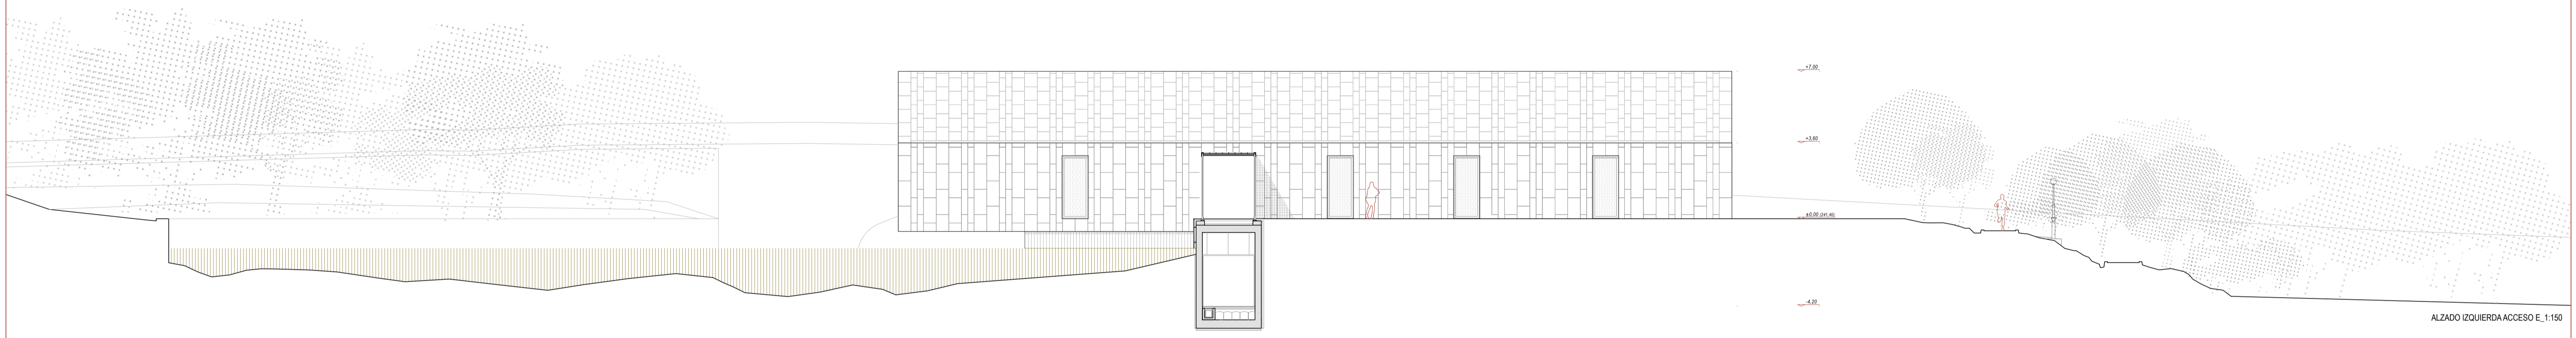 +7,00
+3,60
±0,00 (241,40)
-4,20
ALZADO IZQUIERDA ACCESO E_1:150